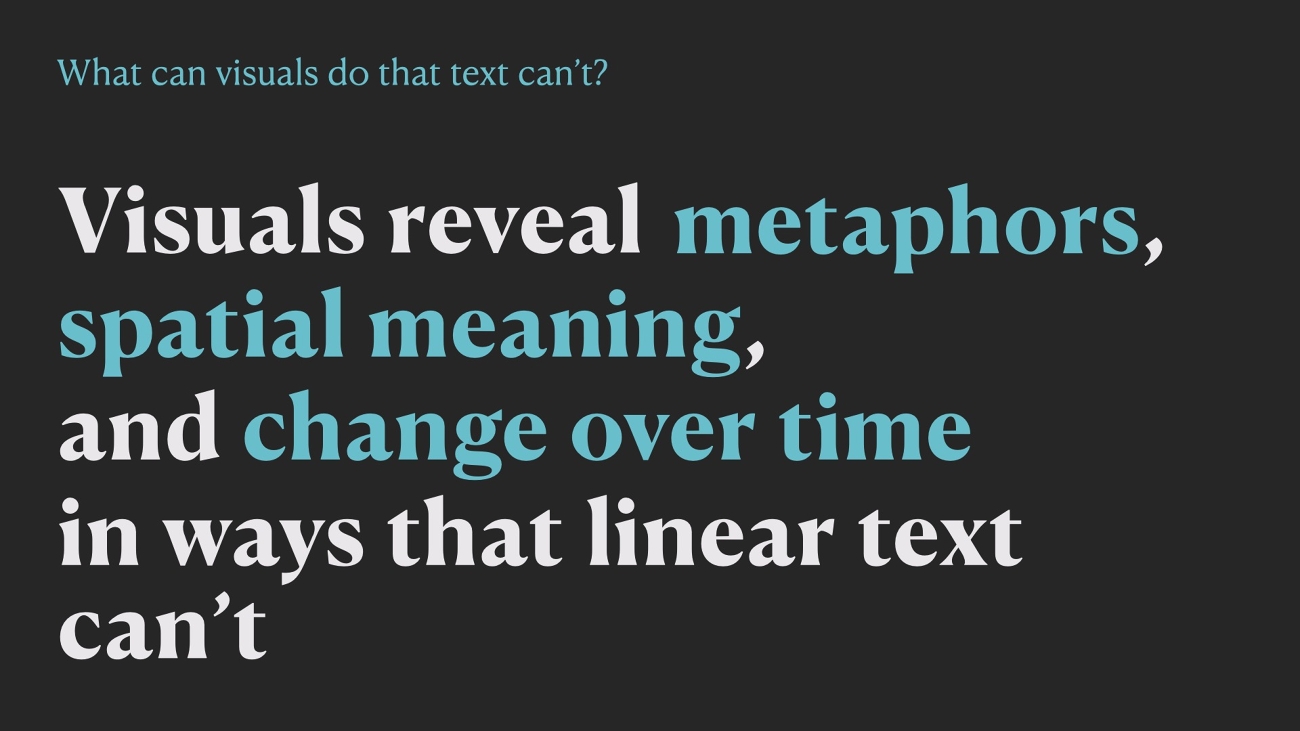 What can visuals do that text can’t?
Visuals reveal metaphors,
spatial meaning,
and change over time
in ways that linear text
can’t